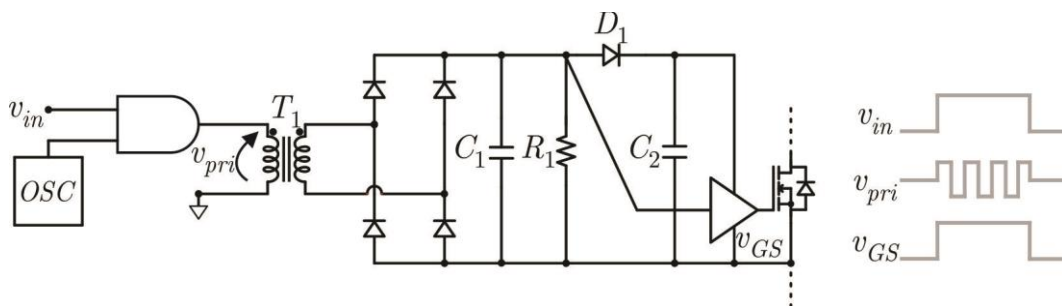 v_in
OSC
v_pri
T_1
C_1
R_1
D_1
C_2
v_GS
v_in
v_pri
v_GS